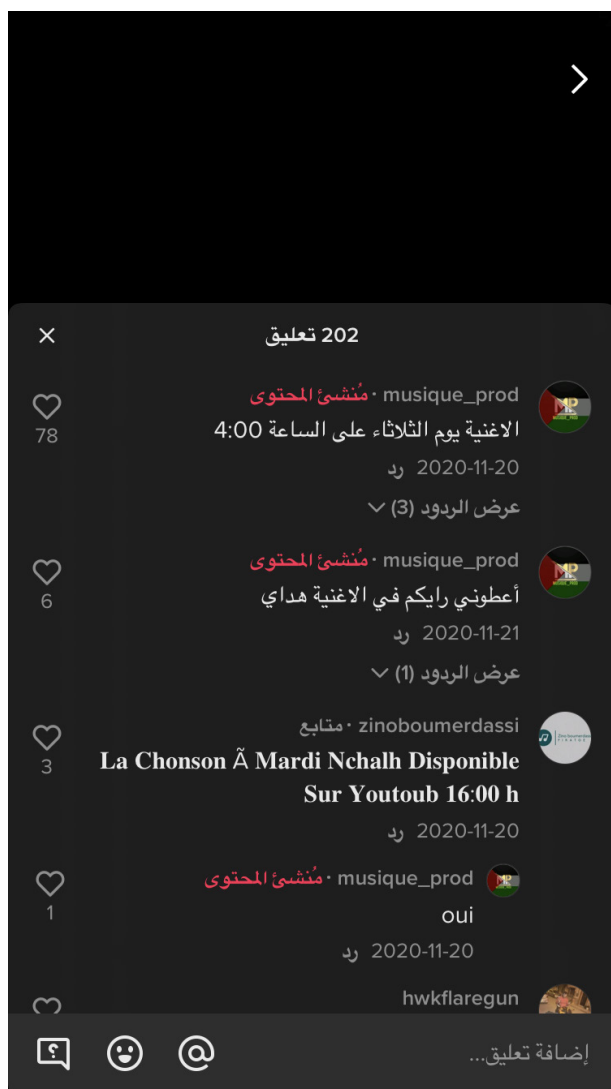 202 تعليق
musique_prod · مُنشئ المحتوى
الاغنية يوم الثلاثاء على الساعة 4:00
2020-11-20 رد
عرض الردود (3)
78
musique_prod · مُنشئ المحتوى
أعطوني رايكم في الاغنية هداي
2020-11-21 رد
عرض الردود (1)
6
zinoboumerdassi · متابع
La Chonson Ã Mardi Nchalh Disponible
Sur Youtoub 16:00 h
2020-11-20 رد
3
musique_prod · مُنشئ المحتوى
oui
2020-11-20 رد
1
hwkflaregun
إضافة تعليق...